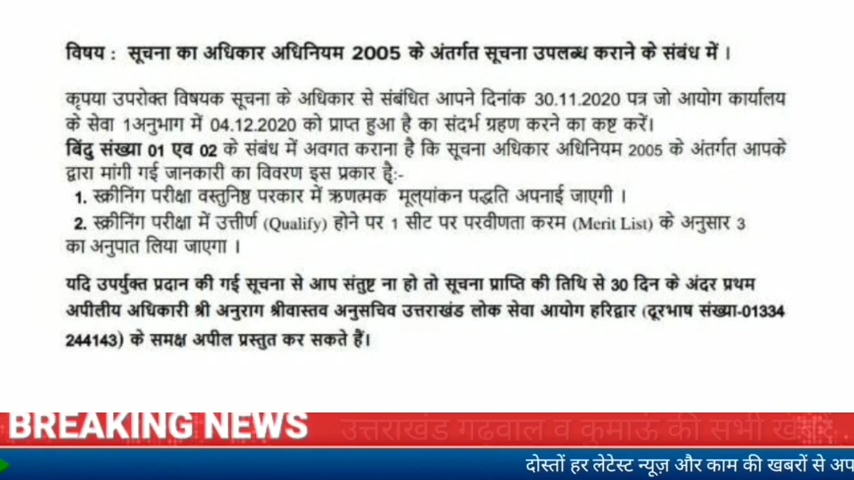 विषय : सूचना का अधिकार अधिनियम 2005 के अंतर्गत सूचना उपलब्ध कराने के संबंध में ।
कृपया उपरोक्त विषयक सूचना के अधिकार से संबंधित आपने दिनांक 30.11.2020 पत्र जो आयोग कार्यालय
के सेवा 1अनुभाग में 04.12.2020 को प्राप्त हुआ है का संदर्भ ग्रहण करने का कष्ट करें।
बिंदु संख्या 01 एव 02 के संबंध में अवगत कराना है कि सूचना अधिकार अधिनियम 2005 के अंतर्गत आपके
द्वारा मांगी गई जानकारी का विवरण इस प्रकार है:-
1. स्क्रीनिंग परीक्षा वस्तुनिष्ठ परकार में ऋणत्मक मूल्यांकन पद्धति अपनाई जाएगी ।
2. स्क्रीनिंग परीक्षा में उत्तीर्ण (Qualify) होने पर 1 सीट पर परवीणता करम (Merit List) के अनुसार 3
का अनुपात लिया जाएगा ।
यदि उपर्युक्त प्रदान की गई सूचना से आप संतुष्ट ना हो तो सूचना प्राप्ति की तिथि से 30 दिन के अंदर प्रथम
अपीलीय अधिकारी श्री अनुराग श्रीवास्तव अनुसचिव उत्तराखंड लोक सेवा आयोग हरिद्वार (दूरभाष संख्या-01334
244143) के समक्ष अपील प्रस्तुत कर सकते हैं।
BREAKING NEWS उत्तराखंड गढवाल व कुमाऊं की सभी
दोस्तों हर लेटेस्ट न्यूज़ और काम की खबरों से अप